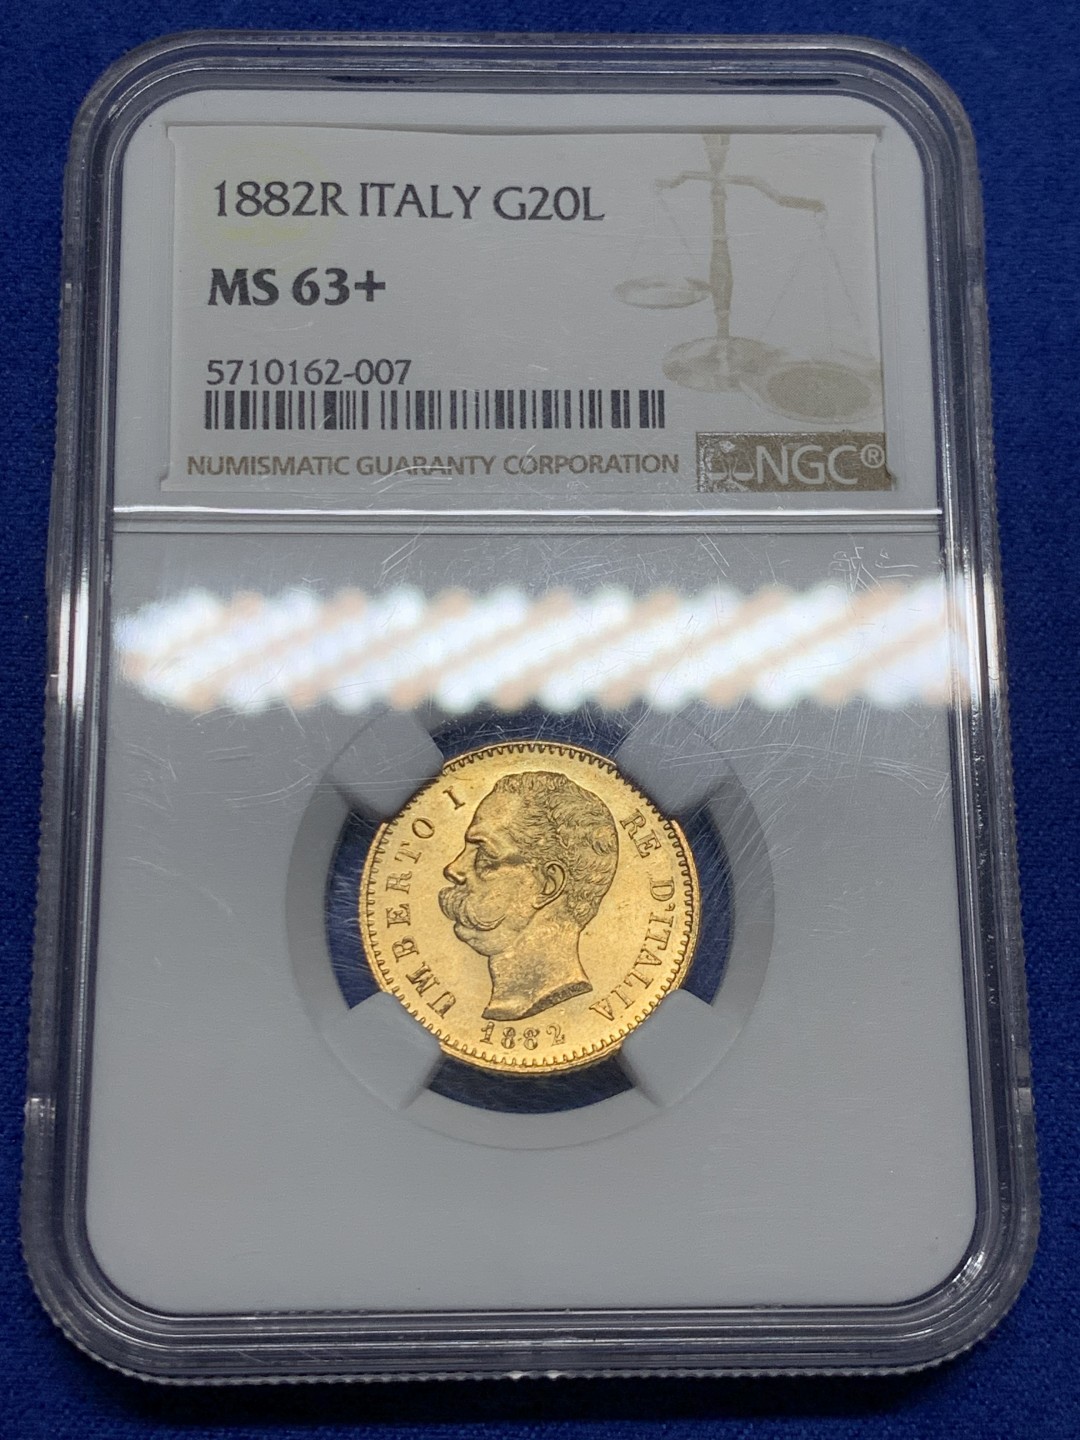 1882R ITALY G20L
MS 63+
5710162-007
NUMISMATIC GUARANTY CORPORATION
NGC®
UMBERTO I RE D'ITALIA
1882